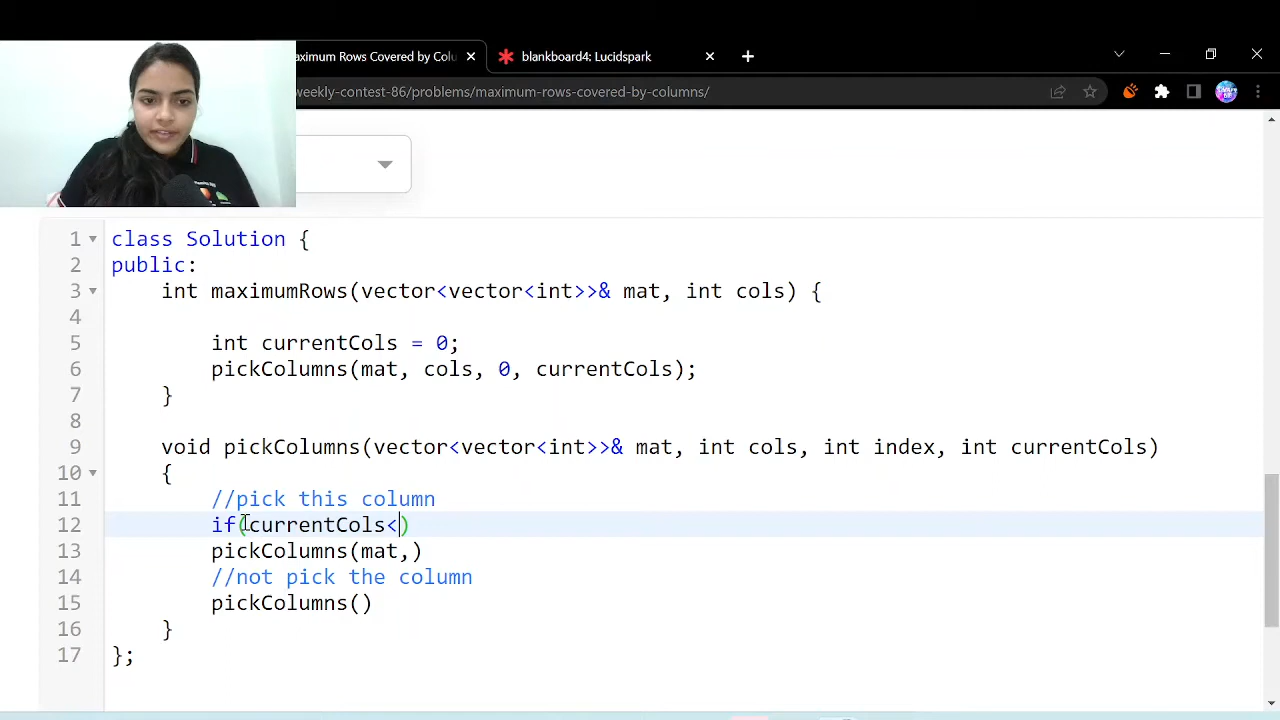 aximum Rows Covered by Colu
blankboard4: Lucidspark
weekly-contest-86/problems/maximum-rows-covered-by-columns/
1 class Solution {
2 public:
3 int maximumRows(vector<vector<int>>& mat, int cols) {
4
5 int currentCols = 0;
6 pickColumns(mat, cols, 0, currentCols);
7 }
8
9 void pickColumns(vector<vector<int>>& mat, int cols, int index, int currentCols)
10 {
11 //pick this column
12 if(currentCols<)
13 pickColumns(mat,)
14 //not pick the column
15 pickColumns()
16 }
17 };